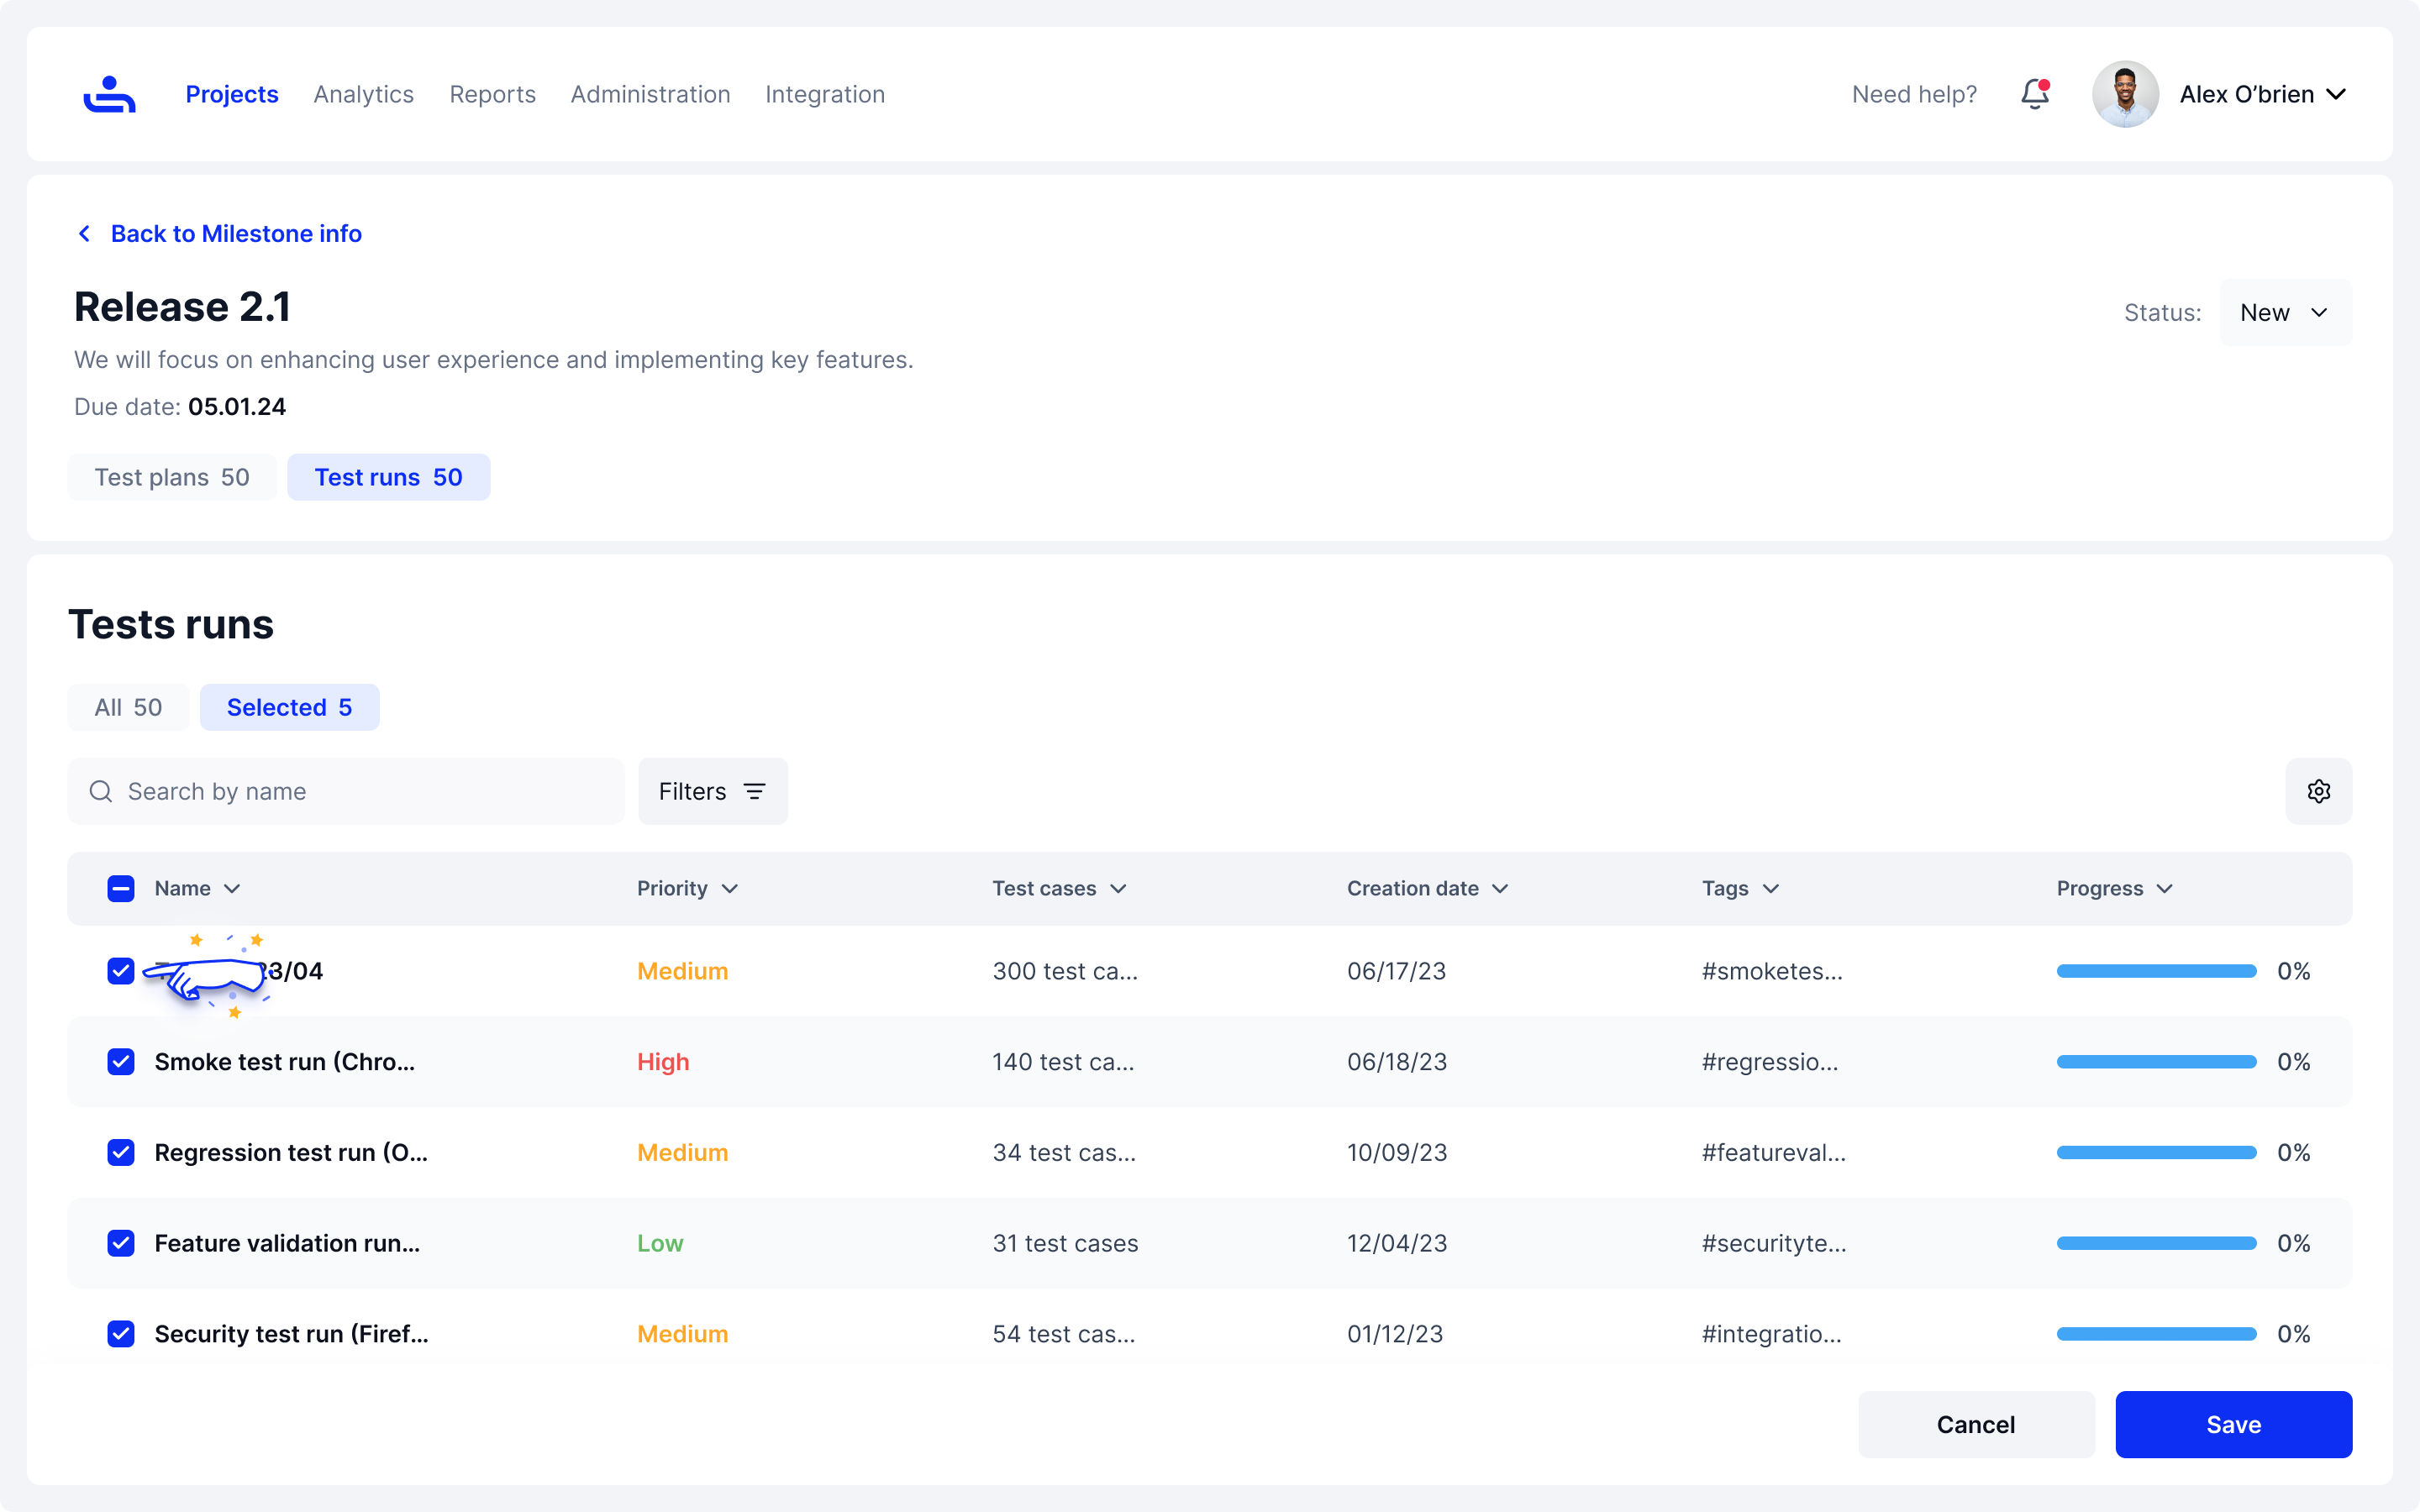 Projects Analytics Reports Administration Integration Need help? Alex O’brien
Back to Milestone info
Release 2.1
Status: New
We will focus on enhancing user experience and implementing key features.
Due date: 05.01.24
Test plans 50 Test runs 50
Tests runs
All 50 Selected 5
Search by name Filters
Name Priority Test cases Creation date Tags Progress
3/04 Medium 300 test ca... 06/17/23 #smoketes... 0%
Smoke test run (Chro... High 140 test ca... 06/18/23 #regressio... 0%
Regression test run (O... Medium 34 test cas... 10/09/23 #featureval... 0%
Feature validation run... Low 31 test cases 12/04/23 #securityte... 0%
Security test run (Firef... Medium 54 test cas... 01/12/23 #integratio... 0%
Cancel Save